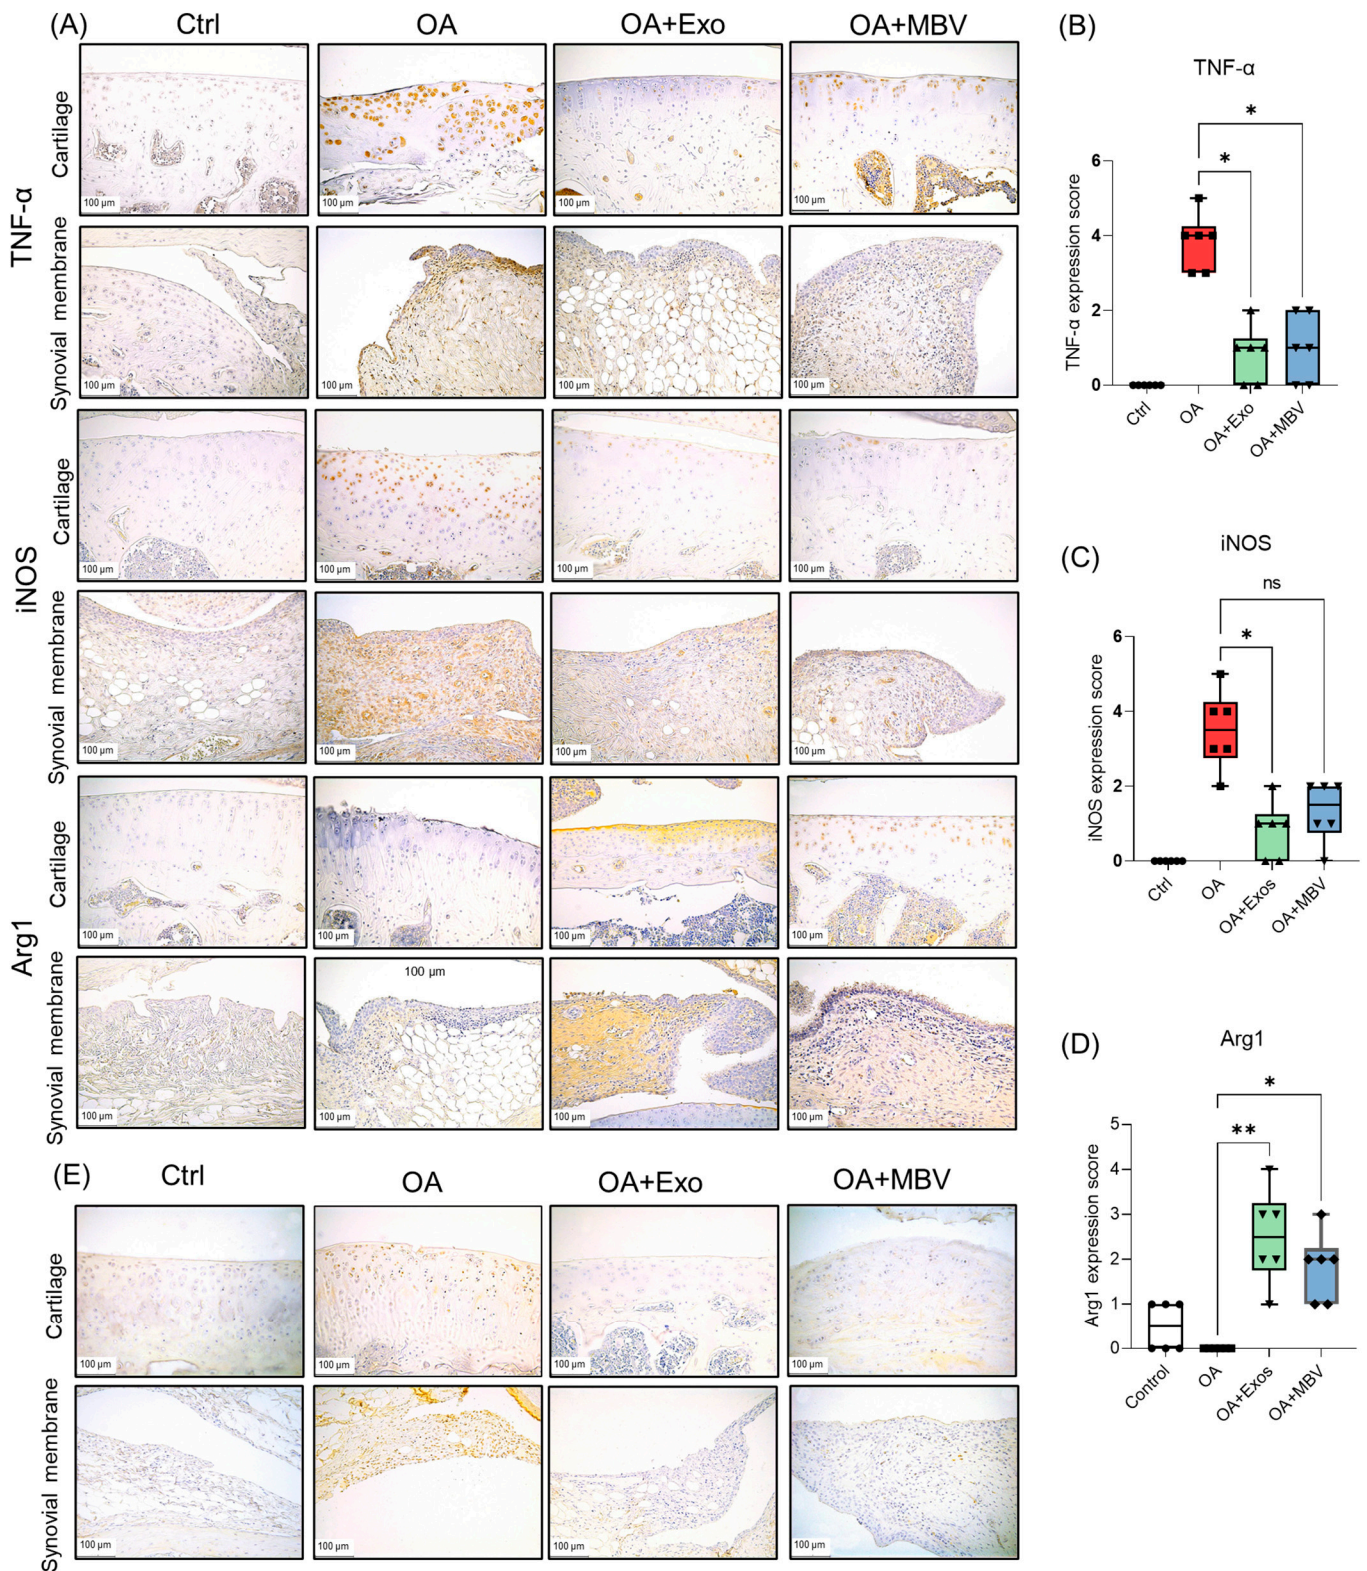 (A)
Ctrl
OA
OA+Exo
OA+MBV
TNF-α
Cartilage
100 µm
100 µm
100 µm
100 µm
Synovial membrane
100 µm
100 µm
100 µm
100 µm
iNOS
Cartilage
100 µm
100 µm
100 µm
100 µm
Synovial membrane
100 µm
100 µm
100 µm
100 µm
Arg1
Cartilage
100 µm
100 µm
100 µm
100 µm
Synovial membrane
100 µm
100 µm
100 µm
100 µm
100 µm
(B)
TNF-α
TNF-α expression score
6
4
2
0
*
*
Ctrl
OA
OA+Exo
OA+MBV
(C)
iNOS
iNOS expression score
6
4
2
0
ns
*
Ctrl
OA
OA+Exos
OA+MBV
(D)
Arg1
Arg1 expression score
5
4
3
2
1
0
*
**
Control
OA
OA+Exos
OA+MBV
(E)
Ctrl
OA
OA+Exo
OA+MBV
Cartilage
100 µm
100 µm
100 µm
100 µm
Synovial membrane
100 µm
100 µm
100 µm
100 µm